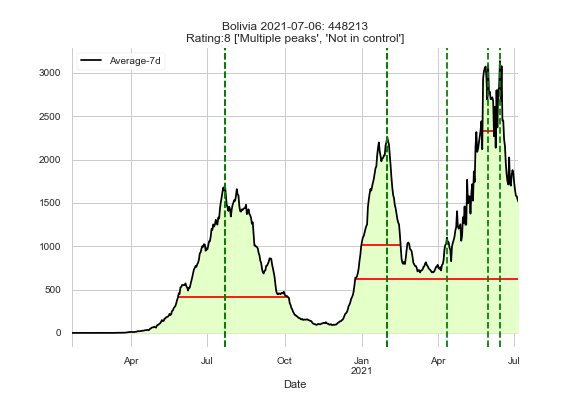 Bolivia 2021-07-06: 448213
Rating:8 ['Multiple peaks', 'Not in control']
Average-7d
3000
2500
2000
1500
1000
500
0
Apr Jul Oct Jan Apr Jul
2021
Date